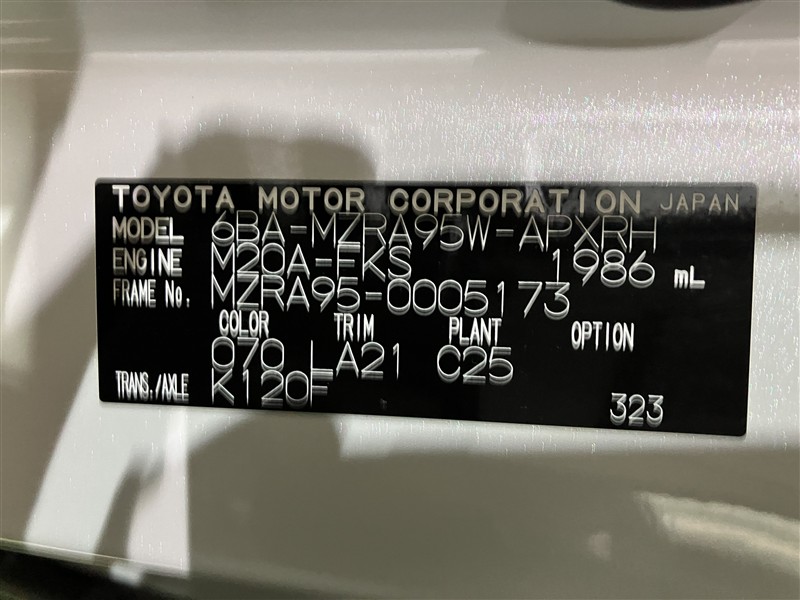 TOYOTA MOTOR CORPORATION JAPAN
MODEL 6BA-MZRA95W-APXRH
ENGINE M20A-FKS 1986 mL
FRAME No. MZRA95-0005173
COLOR TRIM PLANT OPTION
070 LA21 C25
TRANS./AXLE K120F
323